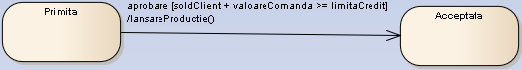 Primita
aprobare [soldClient + valoareComanda >= limitaCredit]
/lansareProductie()
Acceptata